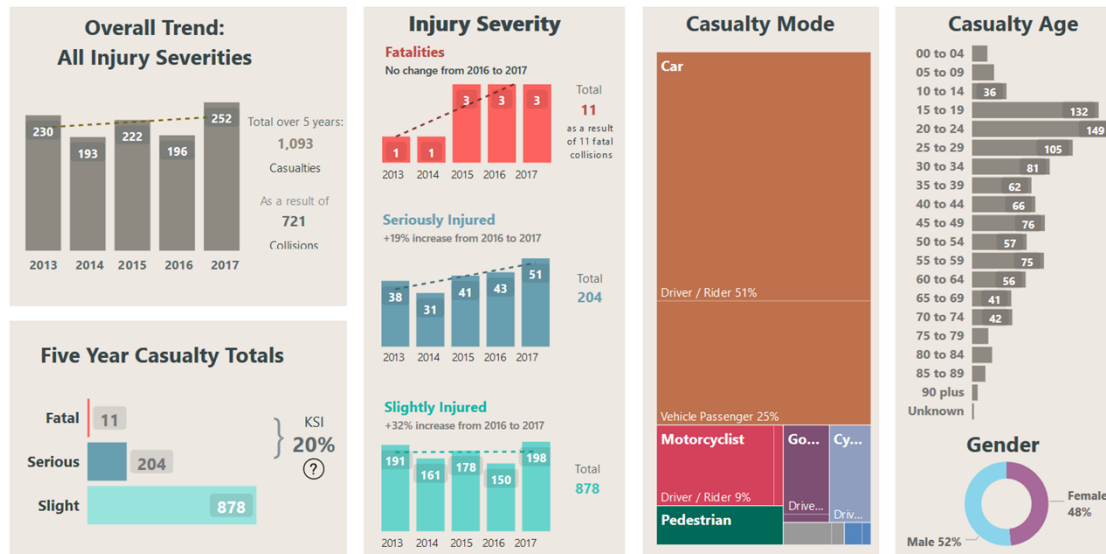 Overall Trend:
All Injury Severities
230
193
222
196
252
2013
2014
2015
2016
2017
Total over 5 years:
1,093
Casualties
As a result of
721
Collisions
Five Year Casualty Totals
Fatal
11
Serious
204
Slight
878
KSI
20%
?
Injury Severity
Fatalities
No change from 2016 to 2017
1
1
3
3
3
2013
2014
2015
2016
2017
Total
11
as a result
of 11 fatal
collisions
Seriously Injured
+19% increase from 2016 to 2017
38
31
41
43
51
2013
2014
2015
2016
2017
Total
204
Slightly Injured
+32% increase from 2016 to 2017
191
161
178
150
198
2013
2014
2015
2016
2017
Total
878
Casualty Mode
Car
Driver / Rider 51%
Vehicle Passenger 25%
Motorcyclist
Driver / Rider 9%
Pedestrian
Go...
Drive...
Cy...
Driv...
Casualty Age
00 to 04
05 to 09
10 to 14 36
15 to 19 132
20 to 24 149
25 to 29 105
30 to 34 81
35 to 39 62
40 to 44 66
45 to 49 76
50 to 54 57
55 to 59 75
60 to 64 56
65 to 69 41
70 to 74 42
75 to 79
80 to 84
85 to 89
90 plus
Unknown
Gender
Female
48%
Male 52%